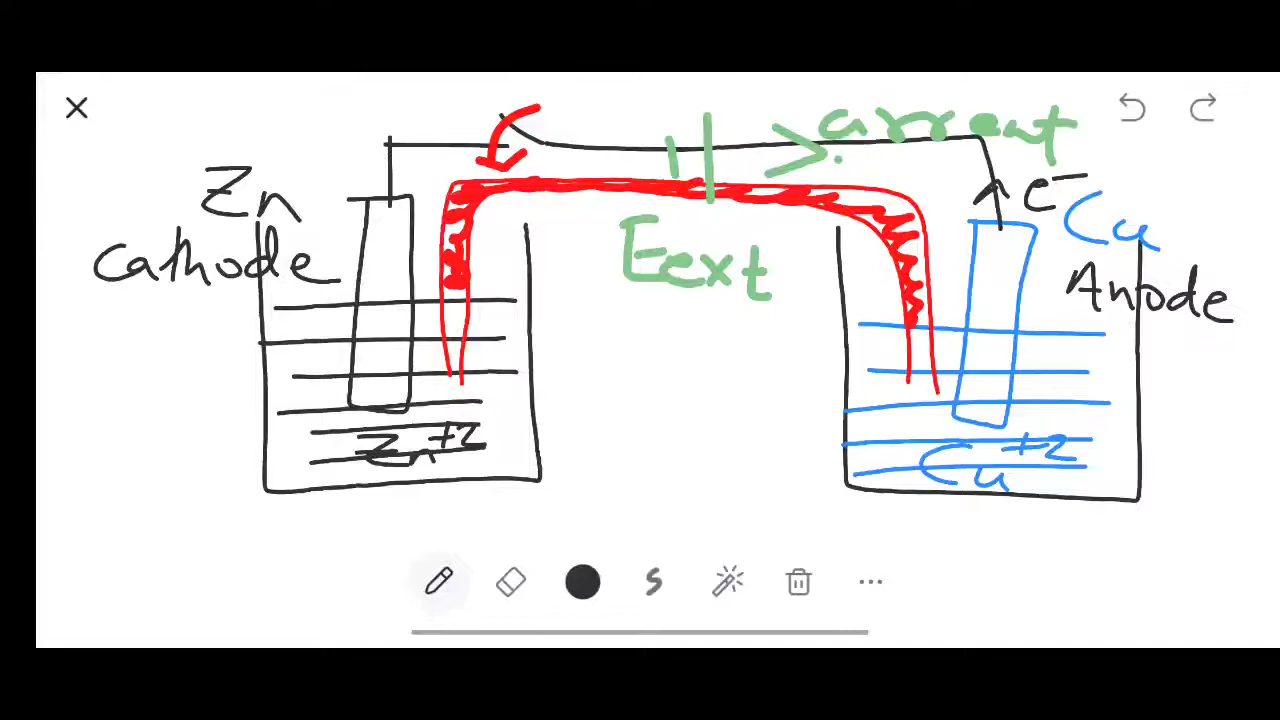 current
Zn
e⁻
Cu
cathode
Eext
Anode
Zn⁺²
Cu⁺²